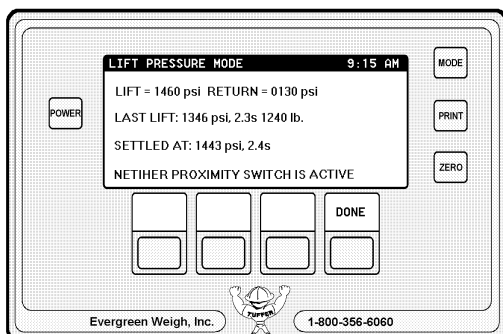 LIFT PRESSURE MODE 9:15 AM
LIFT = 1460 psi RETURN = 0130 psi
LAST LIFT: 1346 psi, 2.3s 1240 lb.
SETTLED AT: 1443 psi, 2.4s
NETIHER PROXIMITY SWITCH IS ACTIVE
POWER
MODE
PRINT
ZERO
DONE
TUFFER
Evergreen Weigh, Inc. 1-800-356-6060